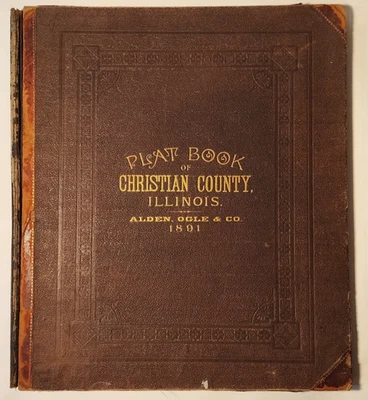 PLAT BOOK
OF
CHRISTIAN COUNTY,
ILLINOIS.
ALDEN, OGLE & CO.
1891